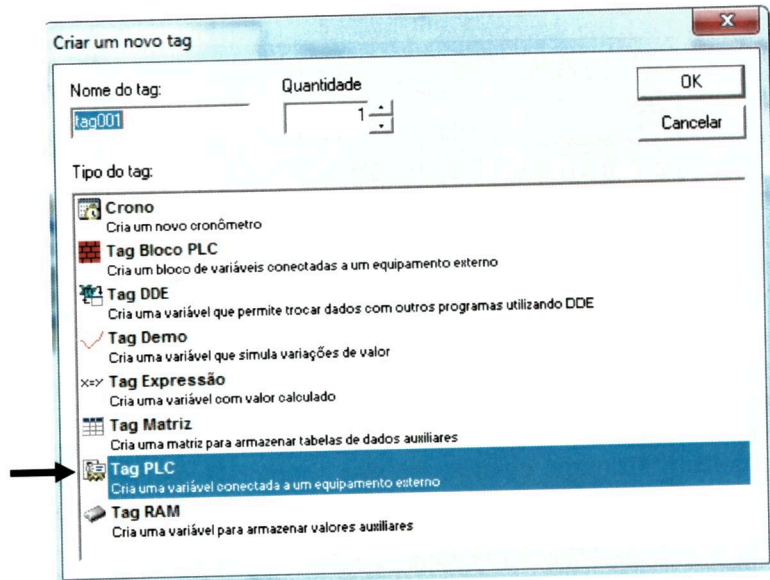 Criar um novo tag
Nome do tag:
Quantidade
OK
tag001
1
Cancelar
Tipo do tag:
Crono
Cria um novo cronômetro
Tag Bloco PLC
Cria um bloco de variáveis conectadas a um equipamento externo
Tag DDE
Cria uma variável que permite trocar dados com outros programas utilizando DDE
Tag Demo
Cria uma variável que simula variações de valor
X=Y Tag Expressão
Cria uma variável com valor calculado
Tag Matriz
Cria uma matriz para armazenar tabelas de dados auxiliares
Tag PLC
Cria uma variável conectada a um equipamento externo
Tag RAM
Cria uma variável para armazenar valores auxiliares